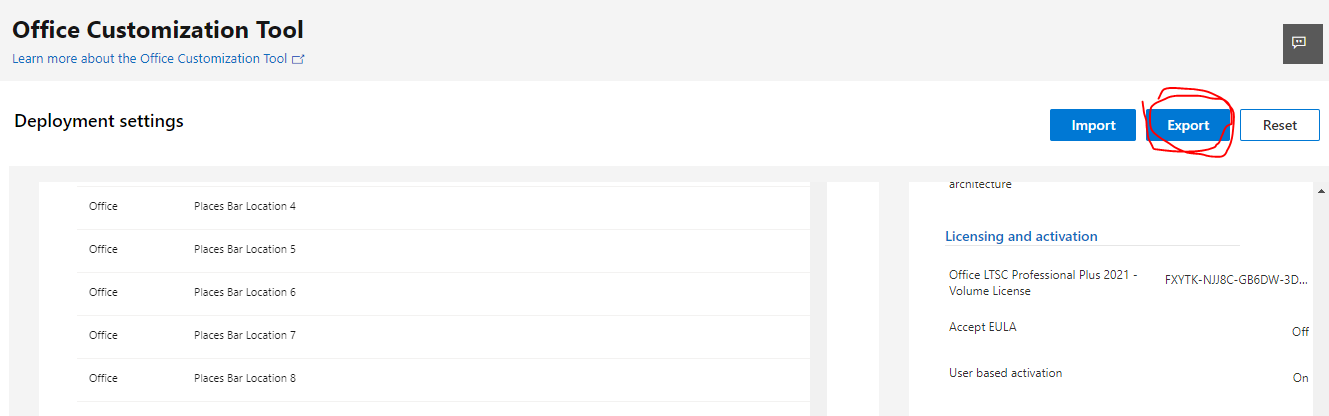 Office Customization Tool
Learn more about the Office Customization Tool
Deployment settings
Import
Export
Reset
Office Places Bar Location 4
Office Places Bar Location 5
Office Places Bar Location 6
Office Places Bar Location 7
Office Places Bar Location 8
architecture
Licensing and activation
Office LTSC Professional Plus 2021 -
Volume License
FXYTK-NJJ8C-GB6DW-3D...
Accept EULA
Off
User based activation
On